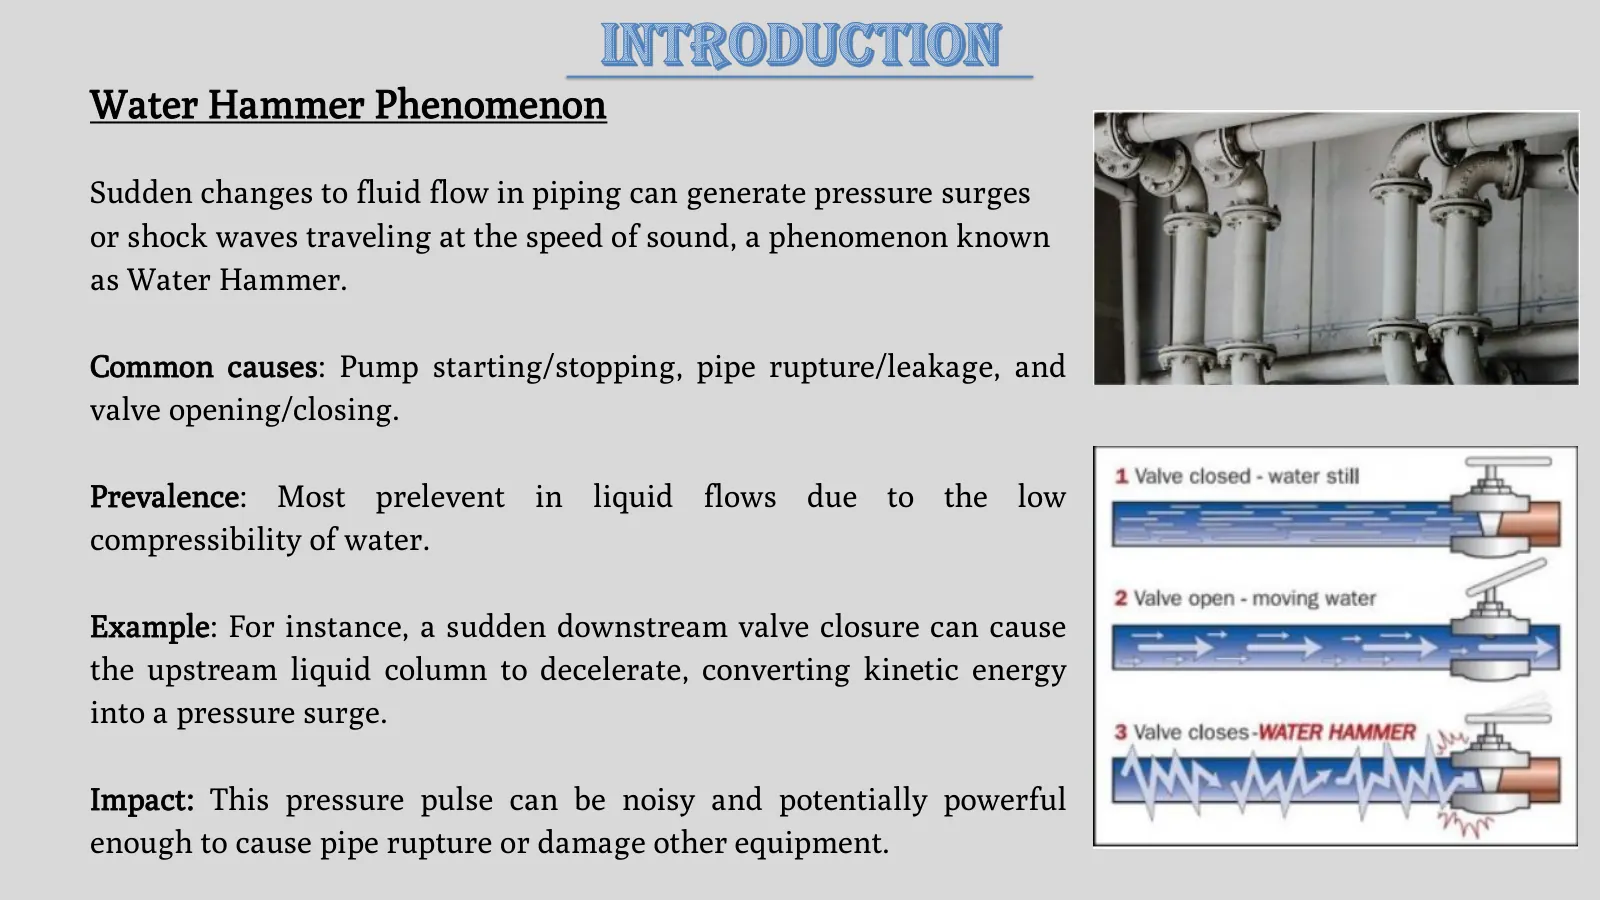 INTRODUCTION
Water Hammer Phenomenon
Sudden changes to fluid flow in piping can generate pressure surges
or shock waves traveling at the speed of sound, a phenomenon known
as Water Hammer.
Common causes: Pump starting/stopping, pipe rupture/leakage, and
valve opening/closing.
Prevalence: Most prelevent in liquid flows due to the low
compressibility of water.
Example: For instance, a sudden downstream valve closure can cause
the upstream liquid column to decelerate, converting kinetic energy
into a pressure surge.
Impact: This pressure pulse can be noisy and potentially powerful
enough to cause pipe rupture or damage other equipment.
1 Valve closed - water still
2 Valve open - moving water
3 Valve closes-WATER HAMMER